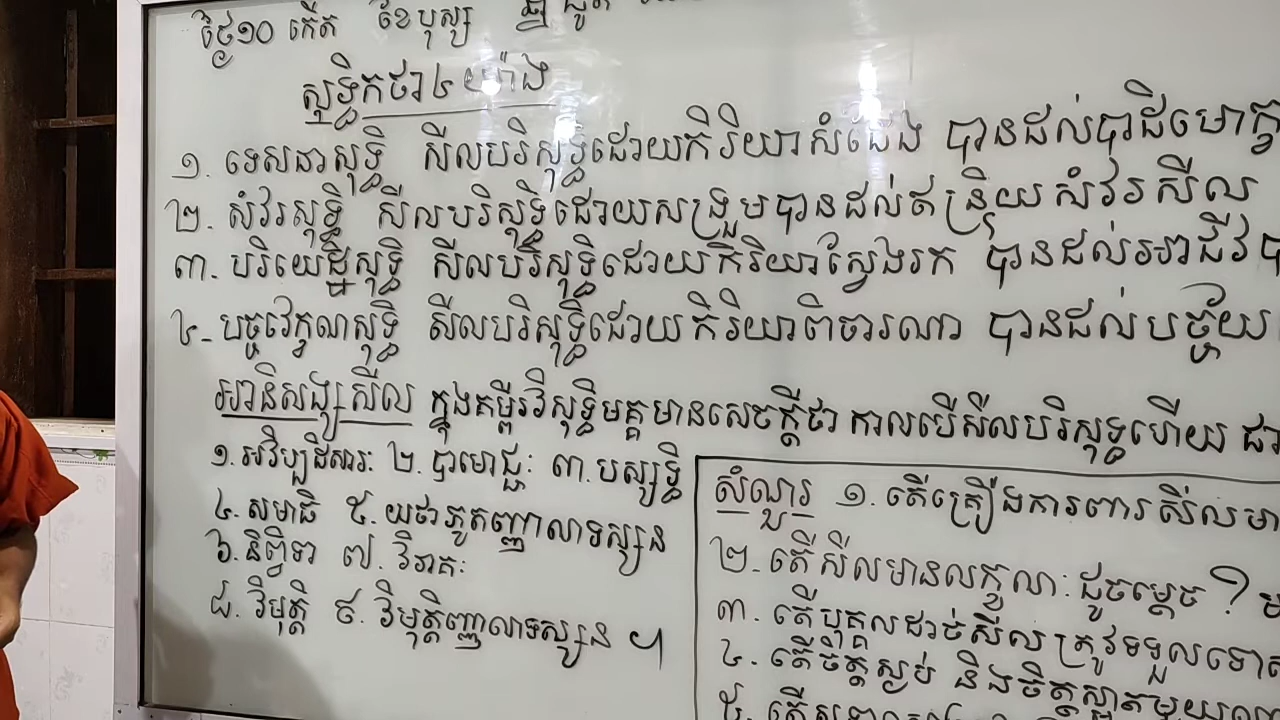 ថ្ងៃ១០ កើត ខែបុស្ស ឆ្នាំ
សុទ្ធិកថា ៤ យ៉ាង
១. ទេសនាសុទ្ធិ សីលបរិសុទ្ធិដោយកិរិយាសំដែង បានដល់បាដិមោក្ខ
២. សំវរសុទ្ធិ សីលបរិសុទ្ធិដោយសង្រួមបានដល់ឥន្រ្ទិយសំវរសីល
៣. បរិយេដ្ឋិសុទ្ធិ សីលបរិសុទ្ធិដោយកិរិយាស្វែងរក បានដល់អាជីវ
៤- បច្ចវេក្ខណសុទ្ធិ សីលបរិសុទ្ធិដោយកិរិយាពិចារណា បានដល់បច្ច័យ
អានិសង្សសីល ក្នុងគម្ពីរវិសុទ្ធិមគ្គមានសេចក្តីថា កាលបើសីលបរិសុទ្ធហើយ
១. អវិប្បដិសារៈ ២. បាមោជ្ជៈ ៣. បស្សទ្ធិ
៤. សមាធិ ៥. យថាភូតញ្ញាណទស្សន
៦. និព្វិទា ៧. វិរាគៈ
៨. វិមុត្តិ ៩. វិមុត្តិញ្ញាណទស្សន ។
សំណួរ ១. តើគ្រឿងការពារសីលមា
២. តើសីលមានលក្ខណៈដូចម្តេច ?
៣. តើបុគ្គលដាច់សីលត្រូវទទួលទោ
៤. តើចិត្តស្ងប់ និងចិត្តស្អាតមួយណា
៥. តើ